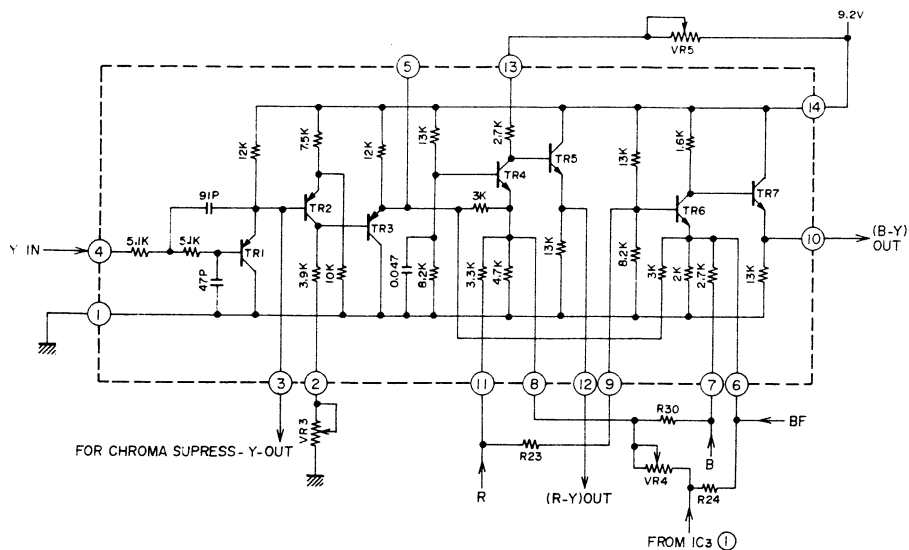 9.2V
VR5
5
13
14
12K
7.5K
12K
13K
2.7K
TR5
13K
1.6K
TR4
91P
TR2
3K
TR6
TR7
TR3
(B-Y)
OUT
Y IN
4
5.1K
5.1K
TR1
10
47P
3.9K
10K
0.047
8.2K
3.3K
4.7K
13K
8.2K
3K
2K
2.7K
13K
1
3
2
11
8
12
9
7
6
VR3
R30
BF
FOR CHROMA SUPRESS-Y-OUT
R23
B
VR4
R24
R
(R-Y)OUT
FROM IC3 1